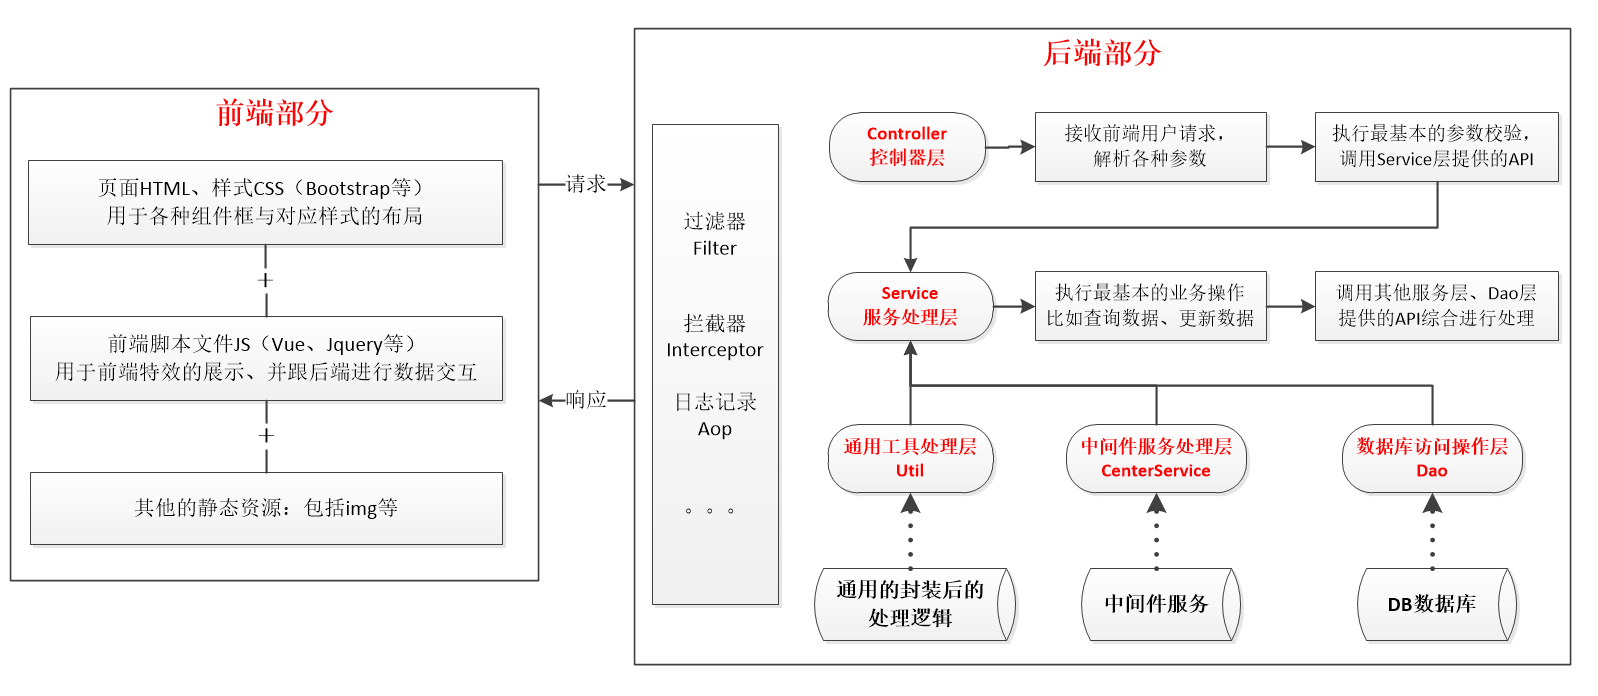 前端部分
页面HTML、样式CSS（Bootstrap等）
用于各种组件框与对应样式的布局
前端脚本文件JS（Vue、Jquery等）
用于前端特效的展示、并跟后端进行数据交互
其他的静态资源：包括img等
请求
响应
后端部分
过滤器
Filter
拦截器
Interceptor
日志记录
Aop
。。。
Controller
控制器层
接收前端用户请求，
解析各种参数
执行最基本的参数校验，
调用Service层提供的API
Service
服务处理层
执行最基本的业务操作
比如查询数据、更新数据
调用其他服务层、Dao层
提供的API综合进行处理
通用工具处理层
Util
中间件服务处理层
CenterService
数据库访问操作层
Dao
通用的封装后的
处理逻辑
中间件服务
DB数据库